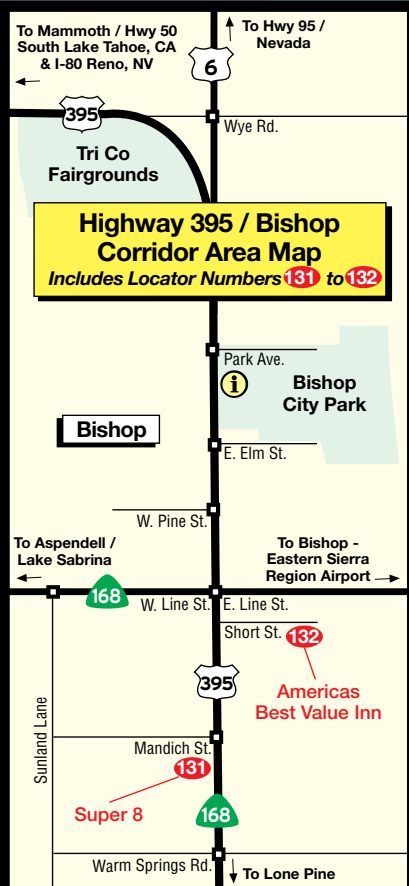 To Mammoth / Hwy 50
South Lake Tahoe, CA
& I-80 Reno, NV
To Hwy 95 /
Nevada
6
395
Wye Rd.
Tri Co
Fairgrounds
Highway 395 / Bishop
Corridor Area Map
Includes Locator Numbers 131 to 132
Park Ave.
i
Bishop
City Park
Bishop
E. Elm St.
W. Pine St.
To Aspendell /
Lake Sabrina
To Bishop -
Eastern Sierra
Region Airport
168
W. Line St.
E. Line St.
Short St.
132
395
Americas
Best Value Inn
Sunland Lane
Mandich St.
131
Super 8
168
Warm Springs Rd.
To Lone Pine